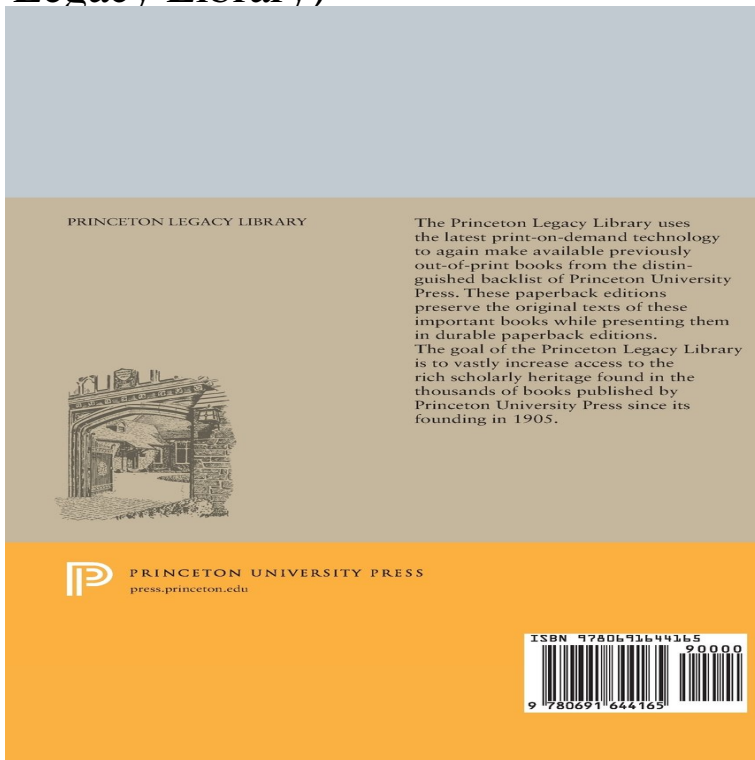 Legacy Library)
PRINCETON LEGACY LIBRARY
The Princeton Legacy Library uses
the latest print-on-demand technology
to again make available previously
out-of-print books from the distin-
guished backlist of Princeton University
Press. These paperback editions
preserve the original texts of these
important books while presenting them
in durable paperback editions.
The goal of the Princeton Legacy Library
is to vastly increase access to the
rich scholarly heritage found in the
thousands of books published by
Princeton University Press since its
founding in 1905.
PRINCETON UNIVERSITY PRESS
press.princeton.edu
ISBN 9780691644165
90000
9 780691 644165